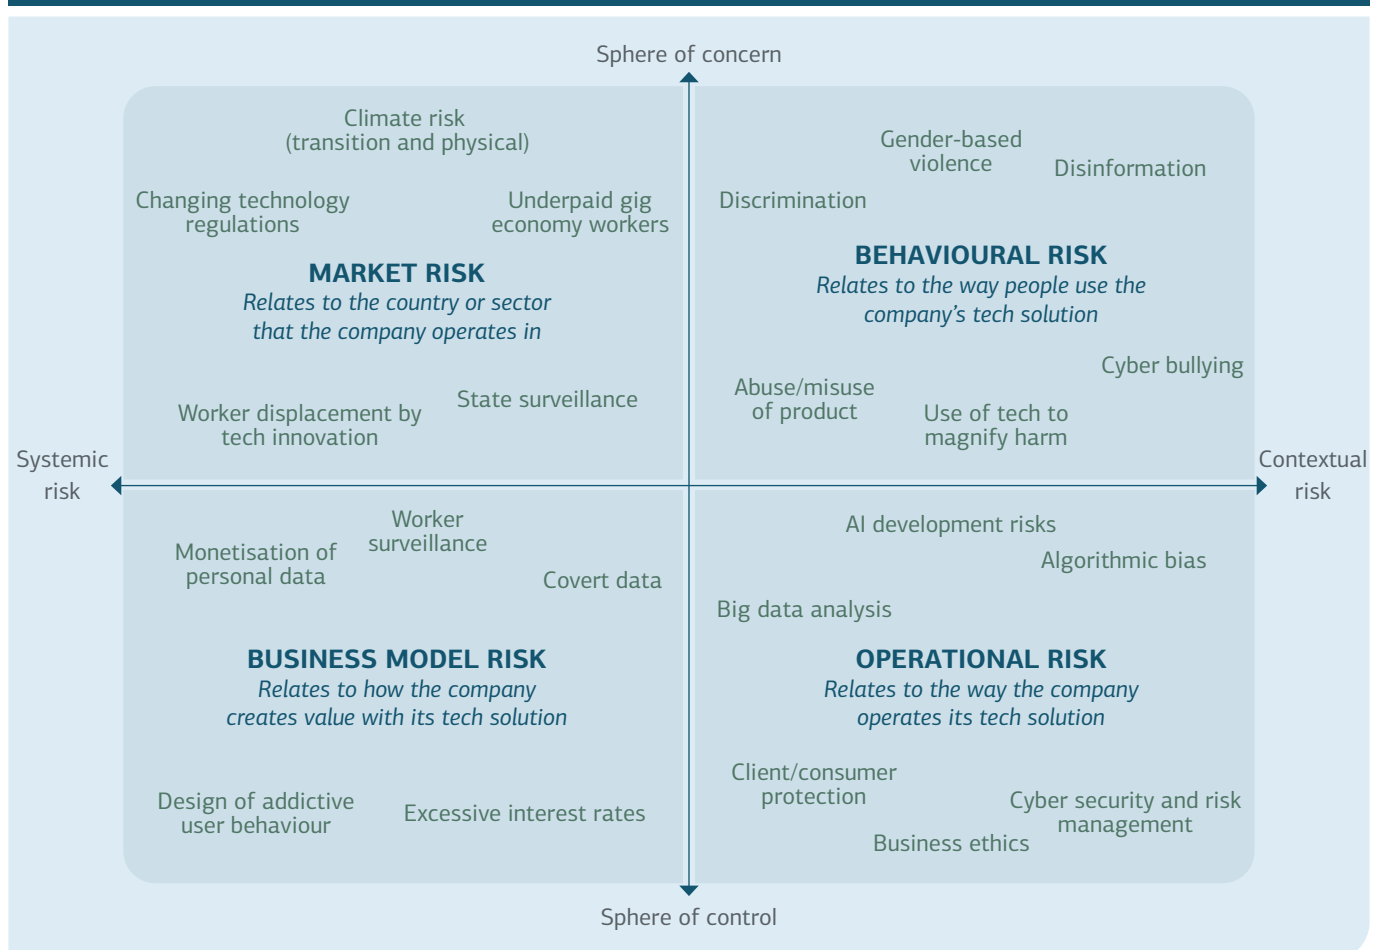 Sphere of concern
Climate risk
(transition and physical)
Changing technology
regulations
Underpaid gig
economy workers
MARKET RISK
Relates to the country or sector
that the company operates in
Worker displacement by
tech innovation
State surveillance
Gender-based
violence
Disinformation
Discrimination
BEHAVIOURAL RISK
Relates to the way people use the
company's tech solution
Cyber bullying
Abuse/misuse
of product
Use of tech to
magnify harm
Systemic
risk
Contextual
risk
Worker
surveillance
Monetisation of
personal data
Covert data
BUSINESS MODEL RISK
Relates to how the company
creates value with its tech solution
Design of addictive
user behaviour
Excessive interest rates
AI development risks
Algorithmic bias
Big data analysis
OPERATIONAL RISK
Relates to the way the company
operates its tech solution
Client/consumer
protection
Cyber security and risk
management
Business ethics
Sphere of control